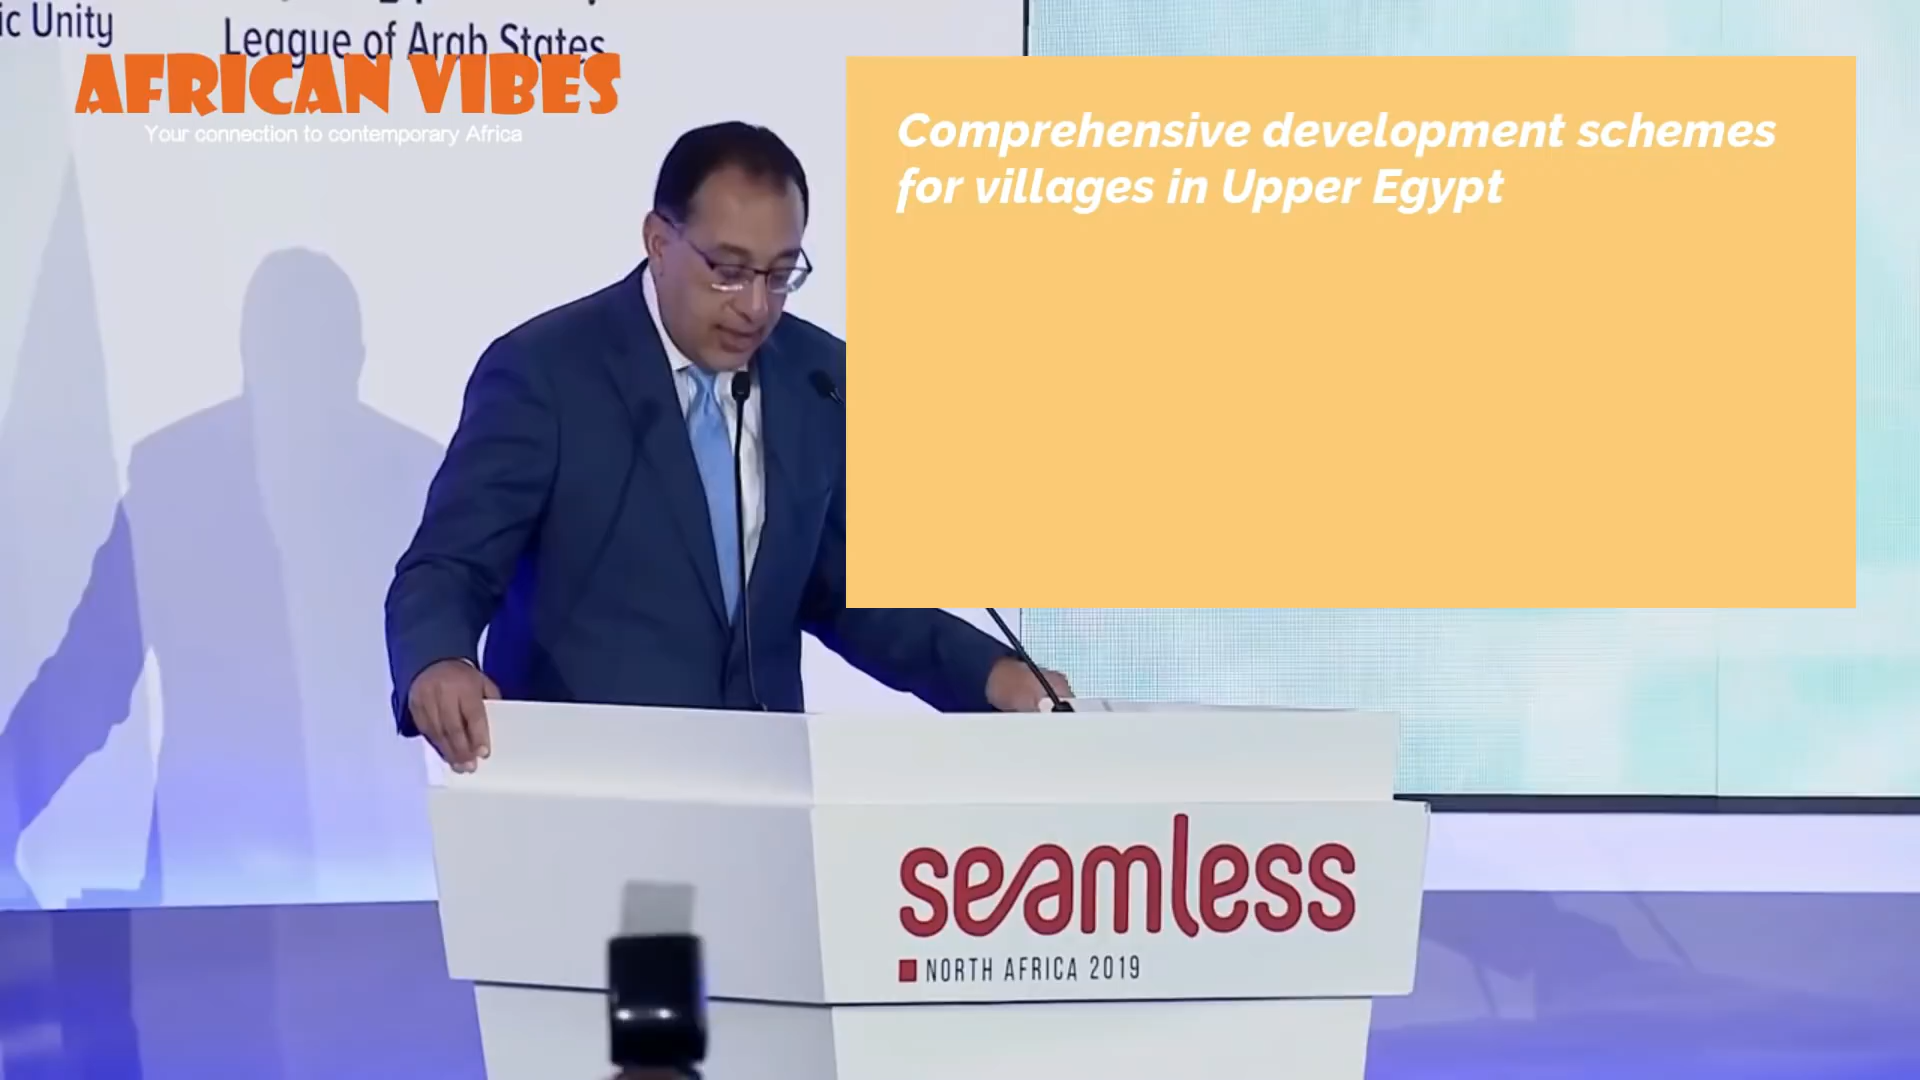 ic Unity
League of Arab States
AFRICAN VIBES
Your connection to contemporary Africa
Comprehensive development schemes
for villages in Upper Egypt
seamless
NORTH AFRICA 2019